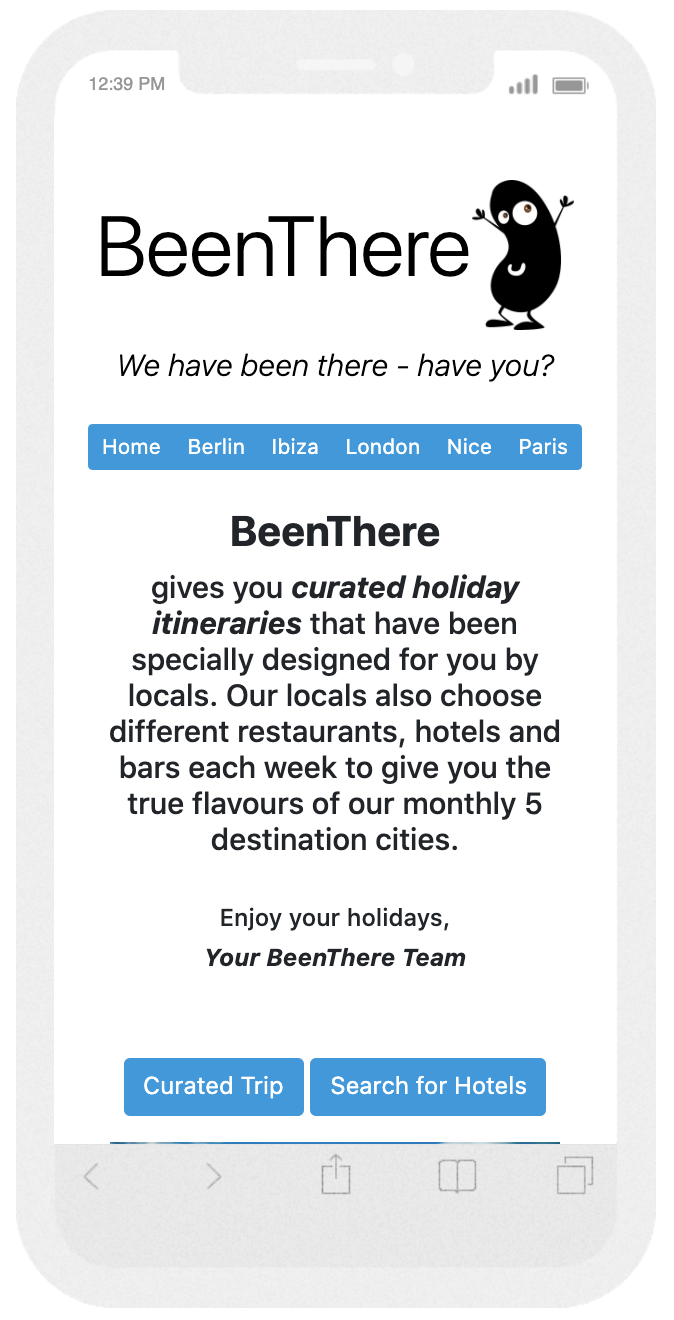 12:39 PM
BeenThere
We have been there - have you?
Home Berlin Ibiza London Nice Paris
BeenThere
gives you curated holiday
itineraries that have been
specially designed for you by
locals. Our locals also choose
different restaurants, hotels and
bars each week to give you the
true flavours of our monthly 5
destination cities.
Enjoy your holidays,
Your BeenThere Team
Curated Trip Search for Hotels